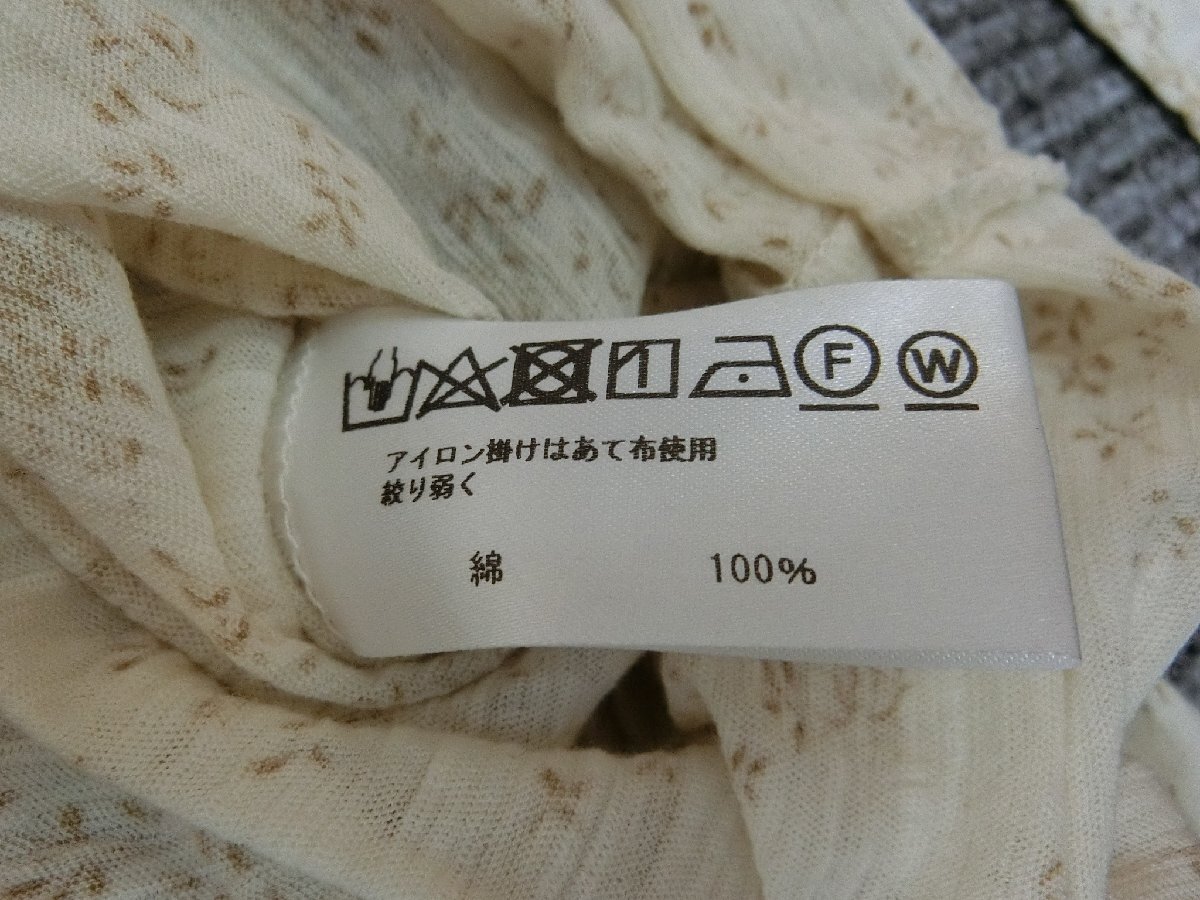 F W
アイロン掛けはあて布使用
絞り弱く
綿 100%